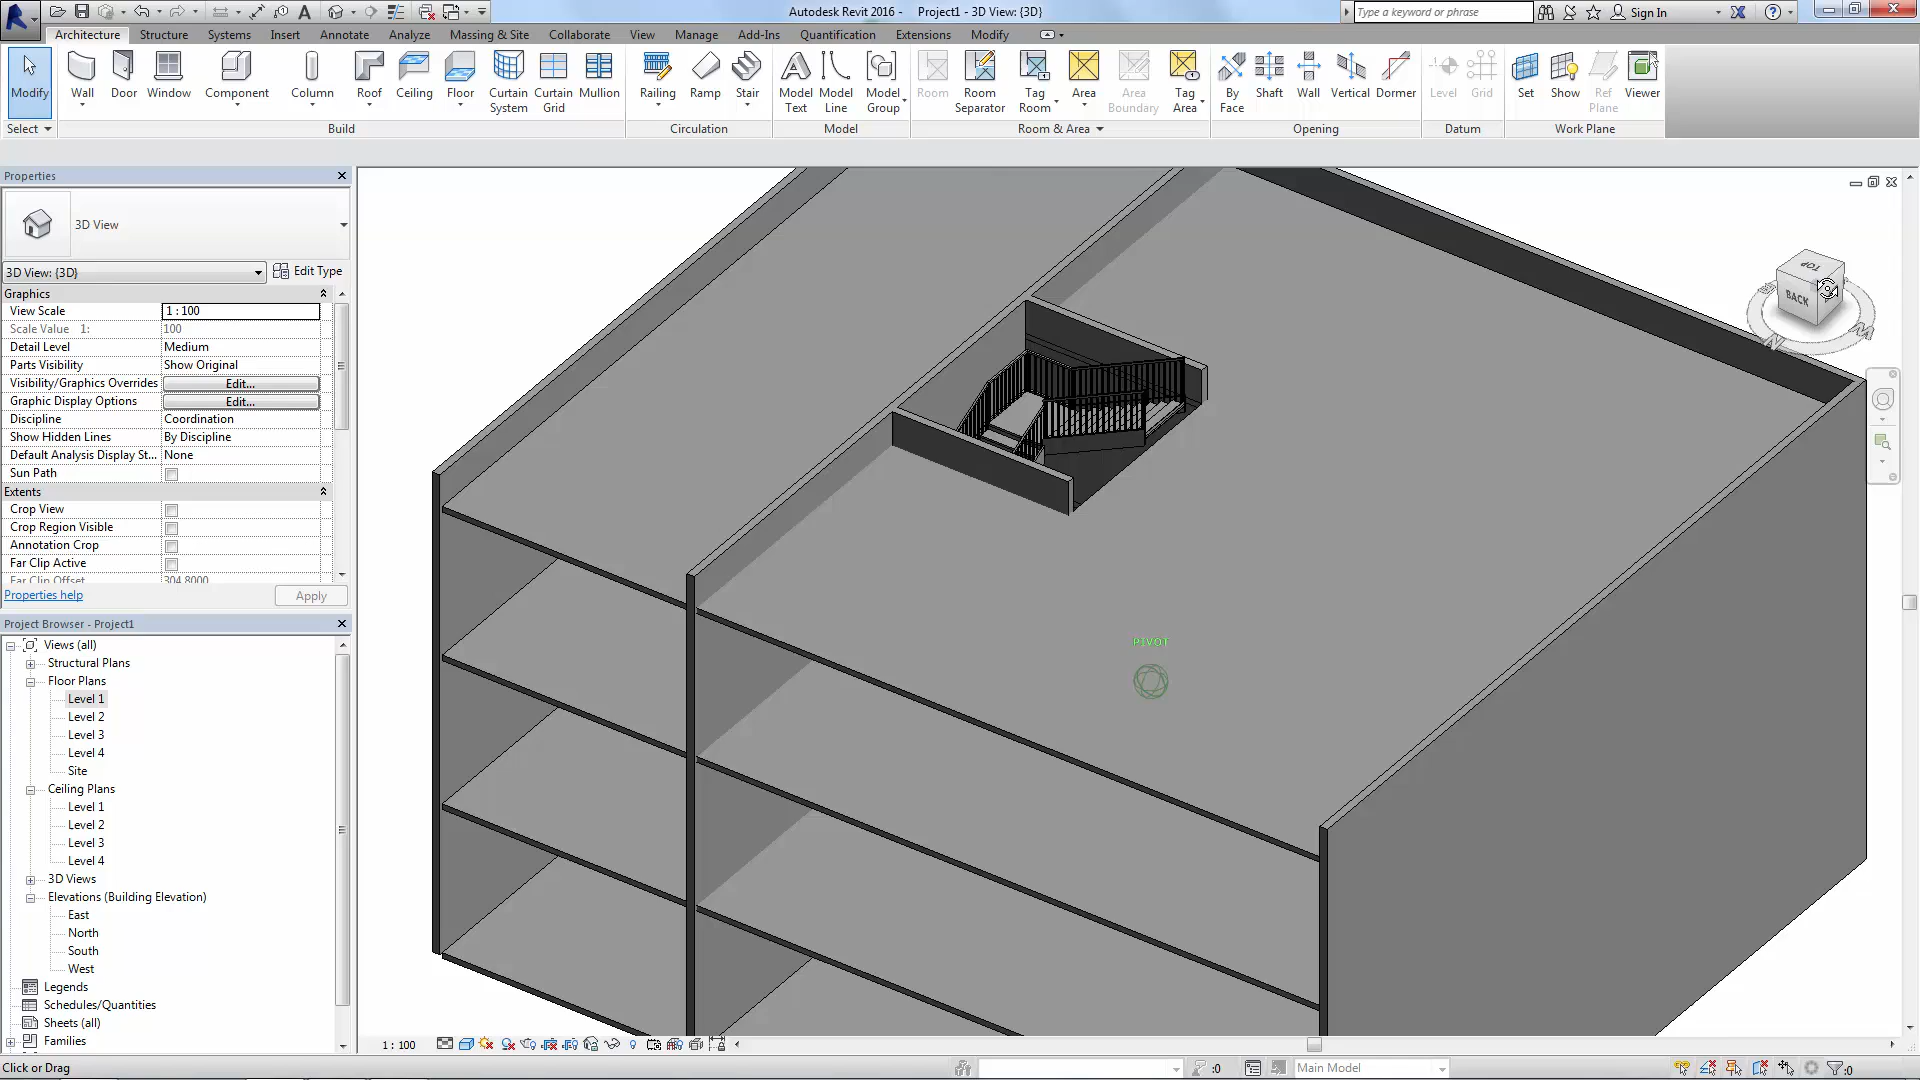 Autodesk Revit 2016 - Project1 - 3D View: {3D}
Type a keyword or phrase
Sign In
Architecture Structure Systems Insert Annotate Analyze Massing & Site Collaborate View Manage Add-Ins Quantification Extensions Modify
Modify Wall Door Window Component Column Roof Ceiling Floor Curtain System Curtain Grid Mullion Railing Ramp Stair Model Text Model Line Model Group Room Room Separator Tag Room Area Area Boundary Tag Area By Face Shaft Wall Vertical Dormer Level Grid Set Show Ref Plane Viewer
Select Build Circulation Model Room & Area Opening Datum Work Plane
Properties
3D View
3D View: {3D} Edit Type
Graphics
View Scale 1 : 100
Scale Value 1: 100
Detail Level Medium
Parts Visibility Show Original
Visibility/Graphics Overrides Edit...
Graphic Display Options Edit...
Discipline Coordination
Show Hidden Lines By Discipline
Default Analysis Display St... None
Sun Path
Extents
Crop View
Crop Region Visible
Annotation Crop
Far Clip Active
Far Clip Offset 304.8000
Properties help Apply
Project Browser - Project1
Views (all)
Structural Plans
Floor Plans
Level 1
Level 2
Level 3
Level 4
Site
Ceiling Plans
Level 1
Level 2
Level 3
Level 4
3D Views
Elevations (Building Elevation)
East
North
South
West
Legends
Schedules/Quantities
Sheets (all)
Families
TOP
BACK
PIVOT
1 : 100
Click or Drag
:0
Main Model
:0